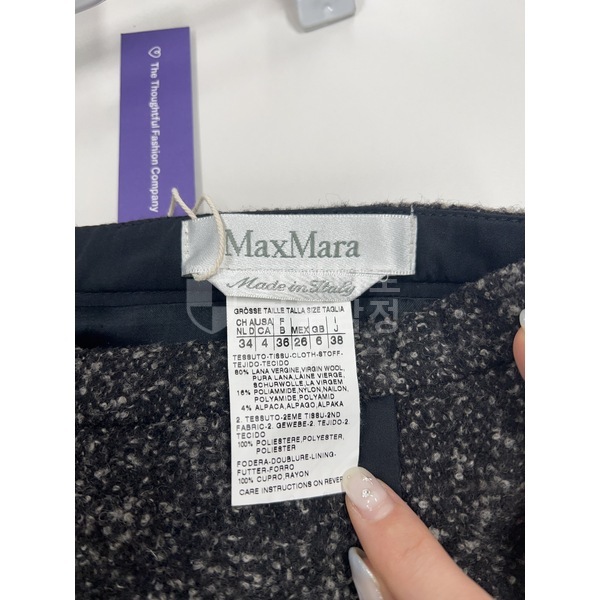 The Thoughtful Fashion Company
MaxMara
Made in Italy
GRÖSSE TAILLE TALLA SIZE TAGLIA
CH AUSA F I
NL D CA B MEX GB J
34 4 36 26 6 38
TESSUTO-TISSU-CLOTH-STOFF-
TEJIDO-TECIDO
80% LANA VERGINE, VIRGIN WOOL,
PURA LANA, LAINE VIERGE,
SCHURWOLLE, LÃ VIRGEM
16% POLIAMMIDE, NYLON, NAILON,
POLYAMIDE, POLYAMID
4% ALPACA, ALPAGO, ALPAKA
2. TESSUTO-2EME TISSU-2ND
FABRIC-2. GEWEBE-2. TEJIDO-2.
TECIDO
100% POLIESTERE, POLYESTER,
POLIESTER
FODERA-DOUBLURE-LINING-
FUTTER-FORRO
100% CUPRO, RAYON
CARE INSTRUCTIONS ON REVER